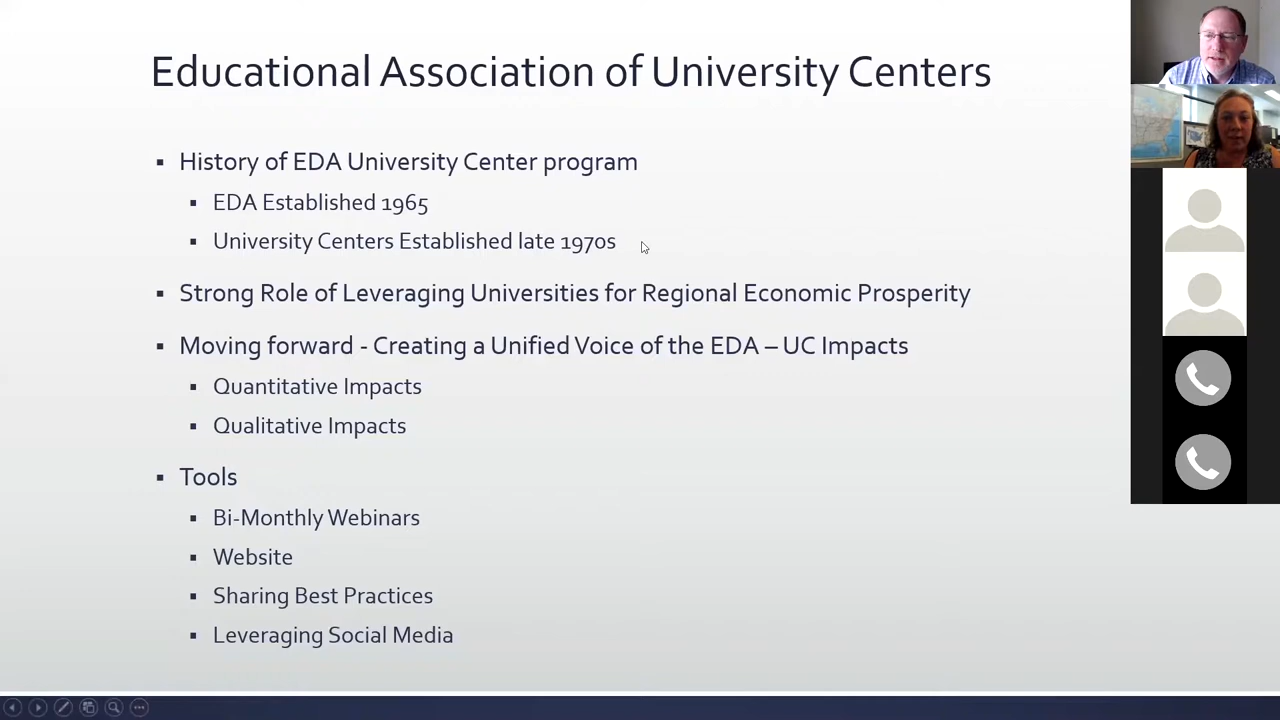 Educational Association of University Centers
▪ History of EDA University Center program
▪ EDA Established 1965
▪ University Centers Established late 1970s
▪ Strong Role of Leveraging Universities for Regional Economic Prosperity
▪ Moving forward - Creating a Unified Voice of the EDA – UC Impacts
▪ Quantitative Impacts
▪ Qualitative Impacts
▪ Tools
▪ Bi-Monthly Webinars
▪ Website
▪ Sharing Best Practices
▪ Leveraging Social Media